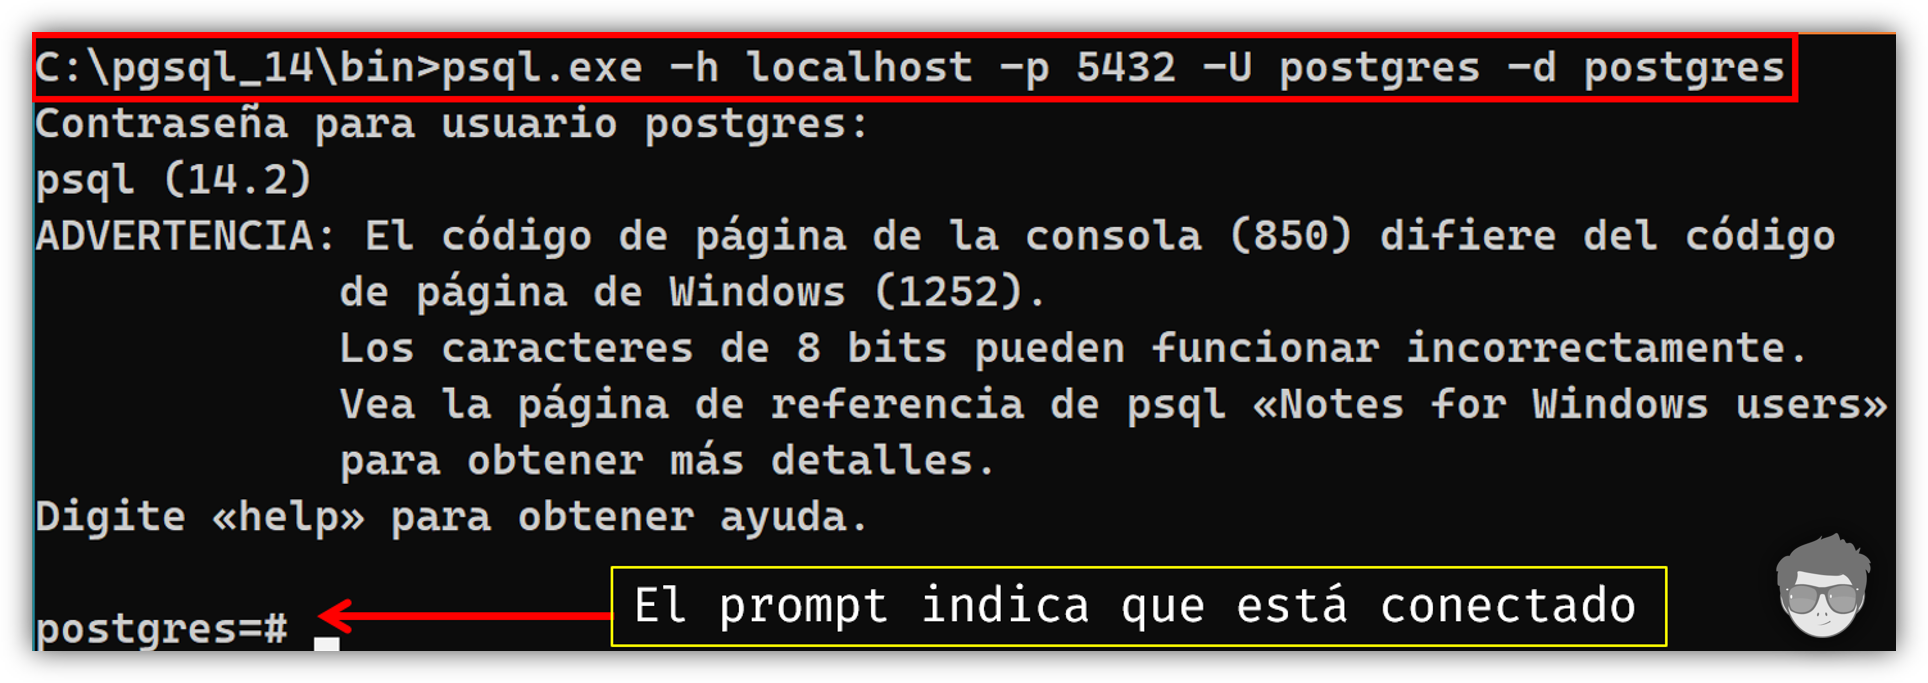 C:\pgsql_14\bin>psql.exe -h localhost -p 5432 -U postgres -d postgres
Contraseña para usuario postgres:
psql (14.2)
ADVERTENCIA: El código de página de la consola (850) difiere del código
de página de Windows (1252).
Los caracteres de 8 bits pueden funcionar incorrectamente.
Vea la página de referencia de psql «Notes for Windows users»
para obtener más detalles.
Digite «help» para obtener ayuda.
postgres=#
El prompt indica que está conectado